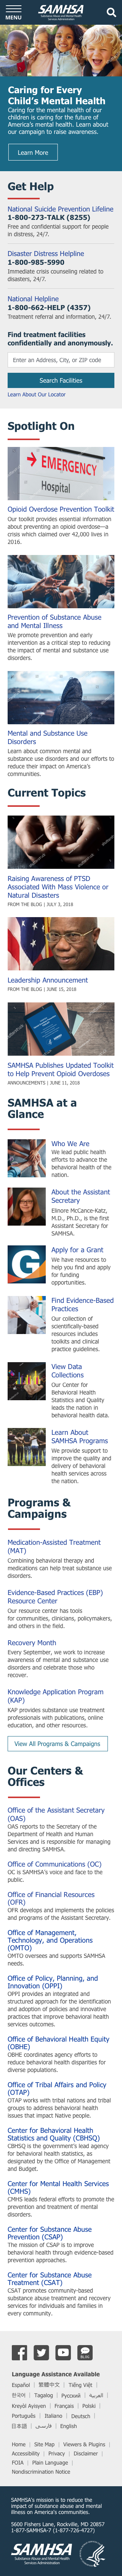 MENU
SAMHSA
Substance Abuse and Mental Health
Services Administration
Caring for Every
Child's Mental Health
Caring for the mental health of our
children is caring for the future of
America's mental health. Learn about
our campaign to raise awareness.
Learn More
Get Help
National Suicide Prevention Lifeline
1-800-273-TALK (8255)
Free and confidential support for people
in distress, 24/7.
Disaster Distress Helpline
1-800-985-5990
Immediate crisis counseling related to
disasters, 24/7.
National Helpline
1-800-662-HELP (4357)
Treatment referral and information, 24/7.
Find treatment facilities
confidentially and anonymously.
Enter an Address, City, or ZIP code
Search Facilities
Learn About Our Locator
Spotlight On
EMERGENCY
Hospital
Opioid Overdose Prevention Toolkit
Our toolkit provides essential information
about preventing an opioid overdose—a
crisis which claimed over 42,000 lives in
2016.
Prevention of Substance Abuse
and Mental Illness
We promote prevention and early
intervention as a critical step to reducing
the impact of mental and substance use
disorders.
Mental and Substance Use
Disorders
Learn about common mental and
substance use disorders and our efforts to
reduce their impact on America's
communities.
Current Topics
Raising Awareness of PTSD
Associated With Mass Violence or
Natural Disasters
FROM THE BLOG | JULY 3, 2018
Leadership Announcement
FROM THE BLOG | JUNE 15, 2018
SAMHSA Publishes Updated Toolkit
to Help Prevent Opioid Overdoses
ANNOUNCEMENTS | JUNE 11, 2018
SAMHSA at a
Glance
Who We Are
We lead public health
efforts to advance the
behavioral health of the
nation.
About the Assistant
Secretary
Elinore McCance-Katz,
M.D., Ph.D., is the first
Assistant Secretary for
SAMHSA.
G
Apply for a Grant
We have resources to
help you find and apply
for funding
opportunities.
Find Evidence-Based
Practices
Our collection of
scientifically-based
resources includes
toolkits and clinical
practice guidelines.
View Data
Collections
Our Center for
Behavioral Health
Statistics and Quality
leads the nation in
behavioral health data.
Learn About
SAMHSA Programs
We provide support to
improve the quality and
delivery of behavioral
health services across
the nation.
Programs &
Campaigns
Medication-Assisted Treatment
(MAT)
Combining behavioral therapy and
medications can help treat substance use
disorders.
Evidence-Based Practices (EBP)
Resource Center
Our resource center has tools
for communities, clinicians, policymakers,
and others in the field.
Recovery Month
Every September, we work to increase
awareness of mental and substance use
disorders and celebrate those who
recover.
Knowledge Application Program
(KAP)
KAP provides substance use treatment
professionals with publications, online
education, and other resources.
View All Programs & Campaigns
Our Centers &
Offices
Office of the Assistant Secretary
(OAS)
OAS reports to the Secretary of the
Department of Health and Human
Services and is responsible for managing
and directing SAMHSA.
Office of Communications (OC)
OC is SAMHSA's voice and face to the
public.
Office of Financial Resources
(OFR)
OFR develops and implements the policies
and programs of the Assistant Secretary.
Office of Management,
Technology, and Operations
(OMTO)
OMTO oversees and supports SAMHSA
needs.
Office of Policy, Planning, and
Innovation (OPPI)
OPPI provides an integrated and
structured approach for the identification
and adoption of policies and innovative
practices that improve behavioral health
services outcomes.
Office of Behavioral Health Equity
(OBHE)
OBHE coordinates agency efforts to
reduce behavioral health disparities for
diverse populations.
Office of Tribal Affairs and Policy
(OTAP)
OTAP works with tribal nations and tribal
organizations to address behavioral health
issues that impact Native people.
Center for Behavioral Health
Statistics and Quality (CBHSQ)
CBHSQ is the government's lead agency
for behavioral health statistics, as
designated by the Office of Management
and Budget.
Center for Mental Health Services
(CMHS)
CMHS leads federal efforts to promote the
prevention and treatment of mental
disorders.
Center for Substance Abuse
Prevention (CSAP)
The mission of CSAP is to improve
behavioral health through evidence-based
prevention approaches.
Center for Substance Abuse
Treatment (CSAT)
CSAT promotes community-based
substance abuse treatment and recovery
services for individuals and families in
every community.
BLOG
Language Assistance Available
Español | 繁體中文 | Tiếng Việt |
한국어 | Tagalog | Русский | العربية |
Kreyòl Ayisyen | Français | Polski |
Português | Italiano | Deutsch |
日本語 | فارسی | English
Home | Site Map | Viewers & Plugins |
Accessibility | Privacy | Disclaimer |
FOIA | Plain Language |
Nondiscrimination Notice
SAMHSA's mission is to reduce the
impact of substance abuse and mental
illness on America's communities.
5600 Fishers Lane, Rockville, MD 20857
1-877-SAMHSA-7 (1-877-726-4727)
SAMHSA
Substance Abuse and Mental Health
Services Administration